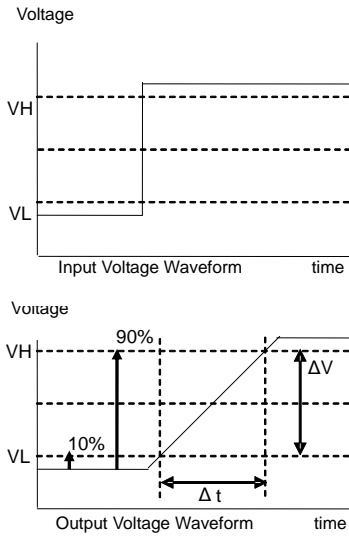 Voltage
VH
VL
Input Voltage Waveform time
Voltage
90%
VH
ΔV
10%
VL
Δ t
Output Voltage Waveform time